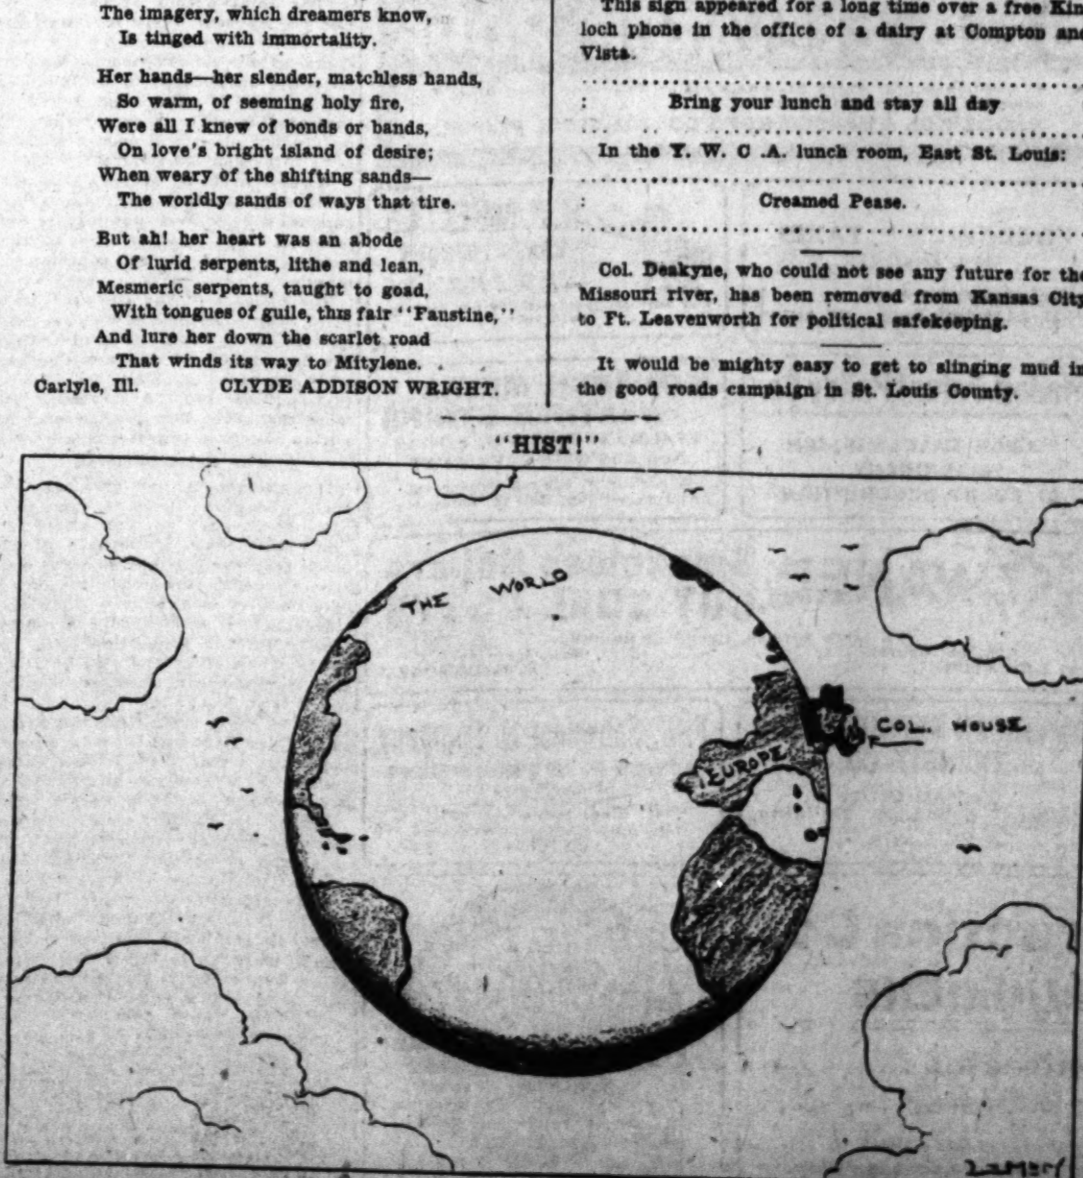 The imagery, which dreamers know,
Is tinged with immortality.
Her hands—her slender, matchless hands,
So warm, of seeming holy fire,
Were all I knew of bonds or bands,
On love's bright island of desire;
When weary of the shifting sands—
The worldly sands of ways that tire.
But ah! her heart was an abode
Of lurid serpents, lithe and lean,
Mesmeric serpents, taught to goad,
With tongues of guile, this fair "Faustine,"
And lure her down the scarlet road
That winds its way to Mitylene.
Carlyle, Ill. CLYDE ADDISON WRIGHT.
This sign appeared for a long time over a free Kin
loch phone in the office of a dairy at Compton and
Vista.
: Bring your lunch and stay all day
In the Y. W. C .A. lunch room, East St. Louis:
: Creamed Pease.
Col. Deakyne, who could not see any future for the
Missouri river, has been removed from Kansas City
to Ft. Leavenworth for political safekeeping.
It would be mighty easy to get to slinging mud in
the good roads campaign in St. Louis County.
"HIST!"
THE WORLD
COL. HOUSE
EUROPE